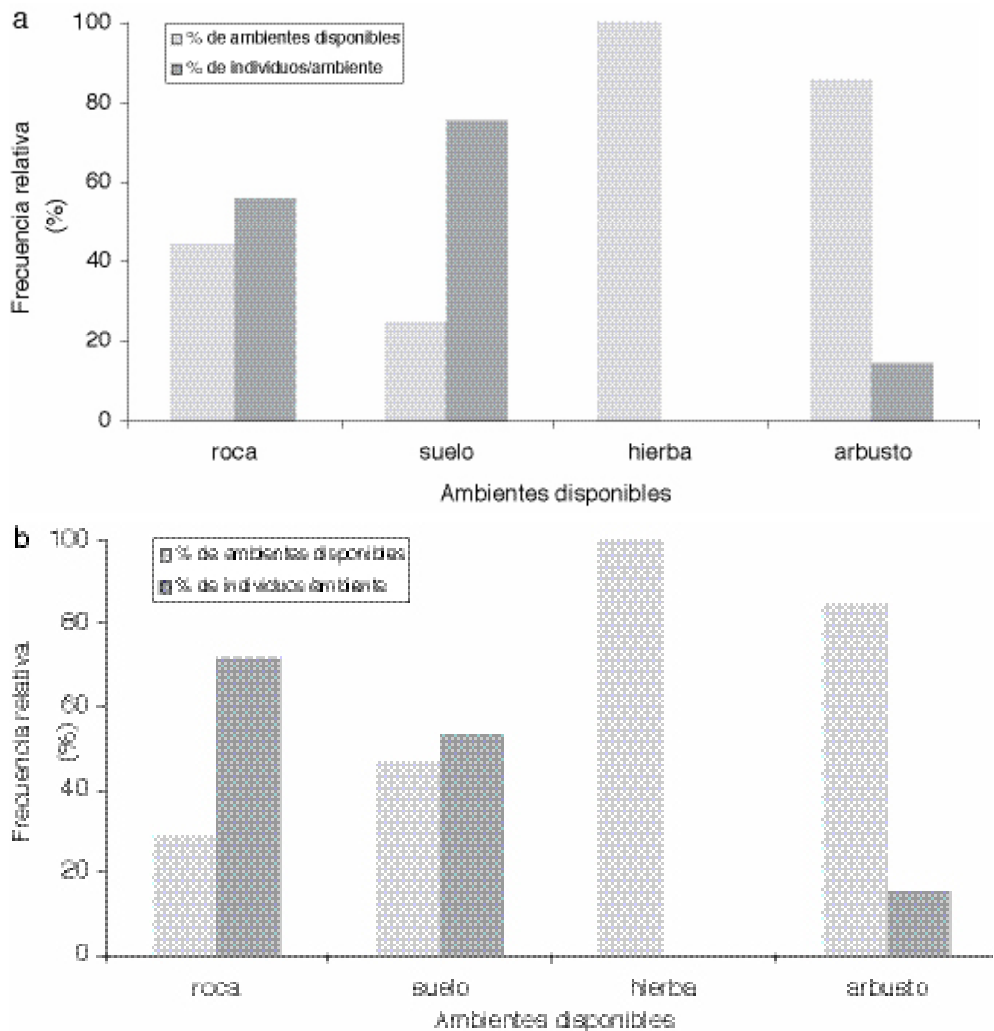 a
100
% de ambientes disponibles
% de individuos/ambiente
80
60
40
20
0
Frecuencia relativa
(%)
roca suelo hierba arbusto
Ambientes disponibles
b
100
% de ambientes disponibles
% de individuos/ambiente
80
60
40
20
0
Frecuencia relativa
(%)
roca suelo hierba arbusto
Ambientes disponibles